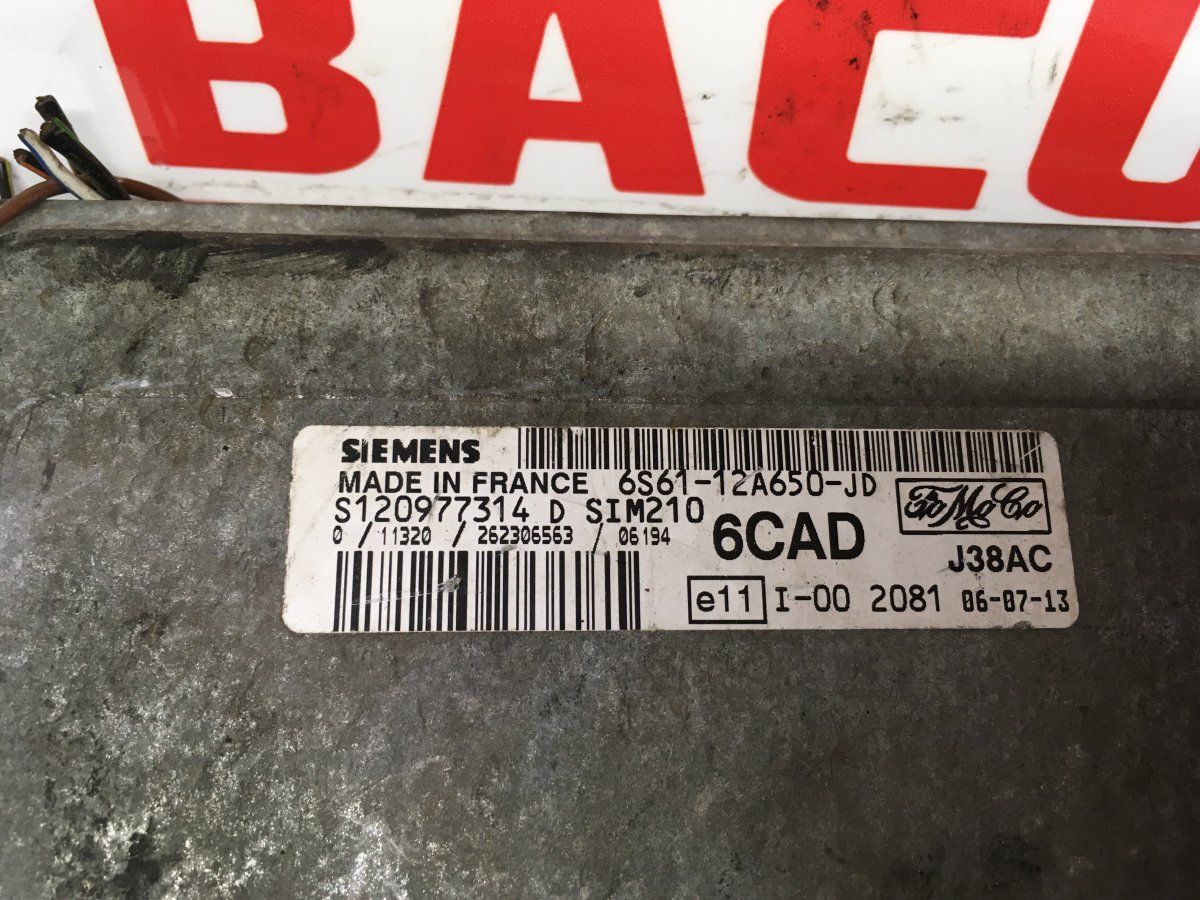 BACU
SIEMENS
MADE IN FRANCE 6S61-12A650-JD
S120977314 D SIM210
FoMoCo
0 / 11320 / 262306563 / 06194
6CAD
J38AC
e11 I-00 2081 06-07-13